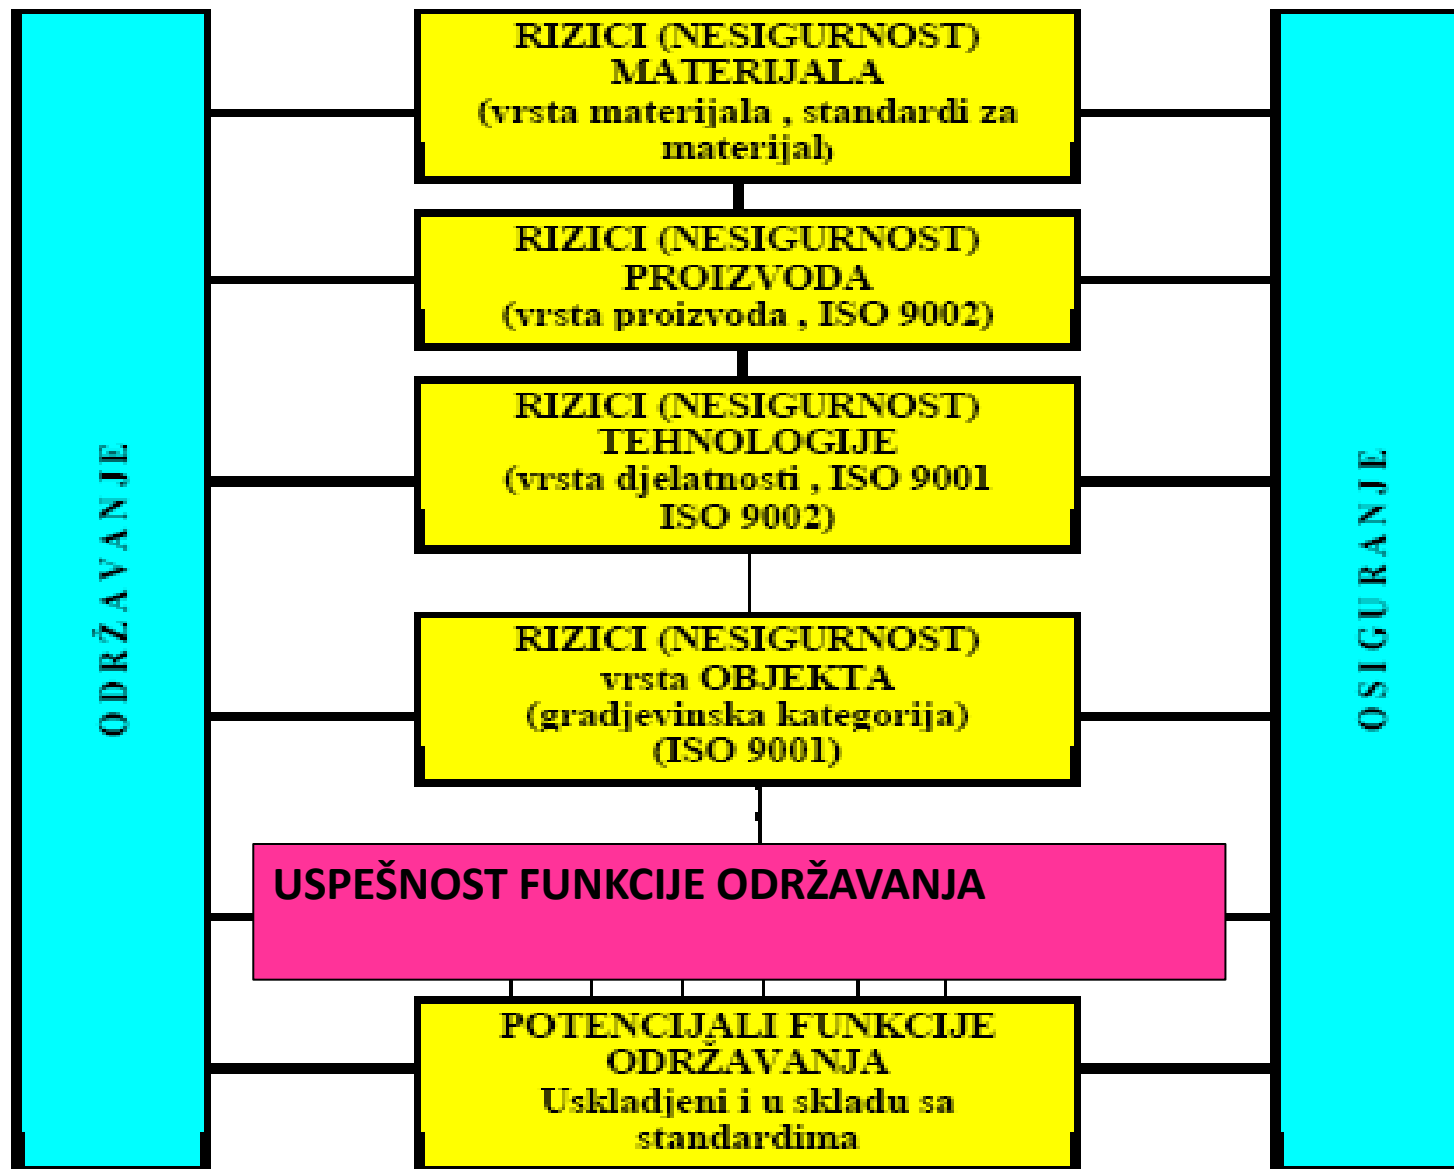 ODRŽAVANJE
RIZICI (NESIGURNOST)
MATERIJALA
(vrsta materijala , standardi za
materijal)
RIZICI (NESIGURNOST)
PROIZVODA
(vrsta proizvoda , ISO 9002)
RIZICI (NESIGURNOST)
TEHNOLOGIJE
(vrsta djelatnosti , ISO 9001
ISO 9002)
RIZICI (NESIGURNOST)
vrsta OBJEKTA
(gradjevinska kategorija)
(ISO 9001)
USPEŠNOST FUNKCIJE ODRŽAVANJA
POTENCIJALI FUNKCIJE
ODRŽAVANJA
Uskladjeni i u skladu sa
standardima
OSIGURANJE